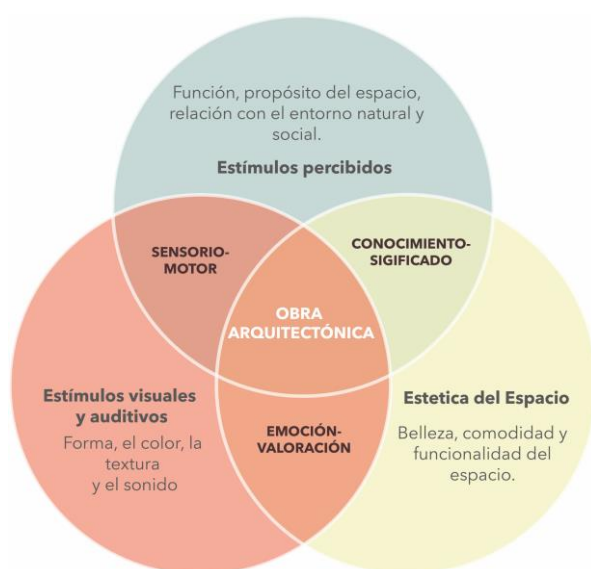 Función, propósito del espacio,
relación con el entorno natural y
social.
Estímulos percibidos
SENSORIO-
MOTOR
CONOCIMIENTO-
SIGIFICADO
OBRA
ARQUITECTÓNICA
Estímulos visuales
y auditivos
Forma, el color, la
textura
y el sonido
EMOCIÓN-
VALORACIÓN
Estetica del Espacio
Belleza, comodidad y
funcionalidad del
espacio.